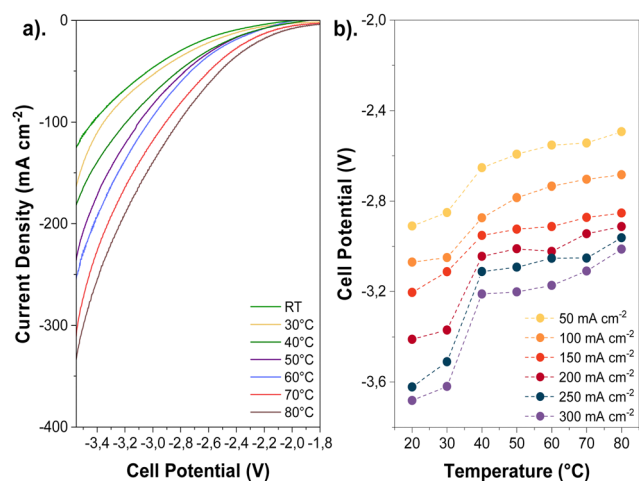 a).
0
-100
-200
-300
-400
Current Density (mA cm⁻²)
-3,4 -3,2 -3,0 -2,8 -2,6 -2,4 -2,2 -2,0 -1,8
Cell Potential (V)
RT
30°C
40°C
50°C
60°C
70°C
80°C
b).
-2,0
-2,4
-2,8
-3,2
-3,6
Cell Potential (V)
20 30 40 50 60 70 80
Temperature (°C)
50 mA cm⁻²
100 mA cm⁻²
150 mA cm⁻²
200 mA cm⁻²
250 mA cm⁻²
300 mA cm⁻²